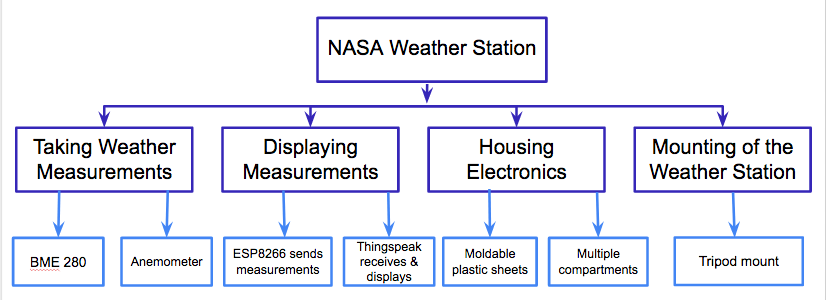 NASA Weather Station
Taking Weather
Measurements
Displaying
Measurements
Housing
Electronics
Mounting of the
Weather Station
BME 280
Anemometer
ESP8266 sends
measurements
Thingspeak
receives &
displays
Moldable
plastic sheets
Multiple
compartments
Tripod mount